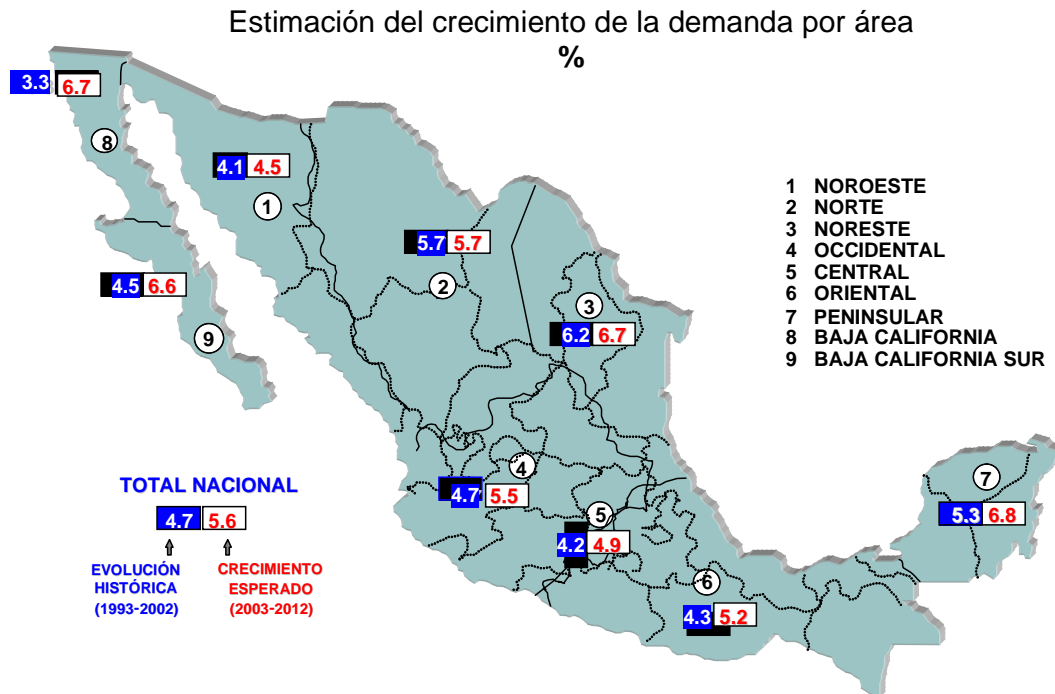 Estimación del crecimiento de la demanda por área
%
3.3 6.7
8
4.1 4.5
1
1 NOROESTE
2 NORTE
3 NORESTE
4 OCCIDENTAL
5 CENTRAL
6 ORIENTAL
7 PENINSULAR
8 BAJA CALIFORNIA
9 BAJA CALIFORNIA SUR
5.7 5.7
2
4.5 6.6
9
3
6.2 6.7
4
4.7 5.5
7
5.3 6.8
5
4.2 4.9
6
4.3 5.2
TOTAL NACIONAL
4.7 5.6
EVOLUCIÓN
HISTÓRICA
(1993-2002)
CRECIMIENTO
ESPERADO
(2003-2012)